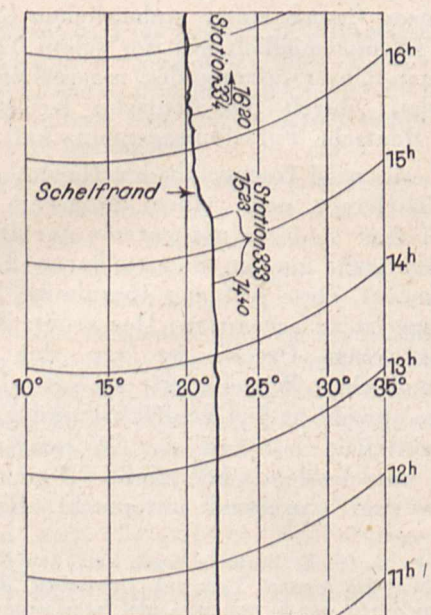 16ʰ
Station 334
16²⁰
15ʰ
Schelfrand
15²³
Station 333
14ʰ
14⁴⁰
13ʰ
10° 15° 20° 25° 30° 35°
12ʰ
11ʰ